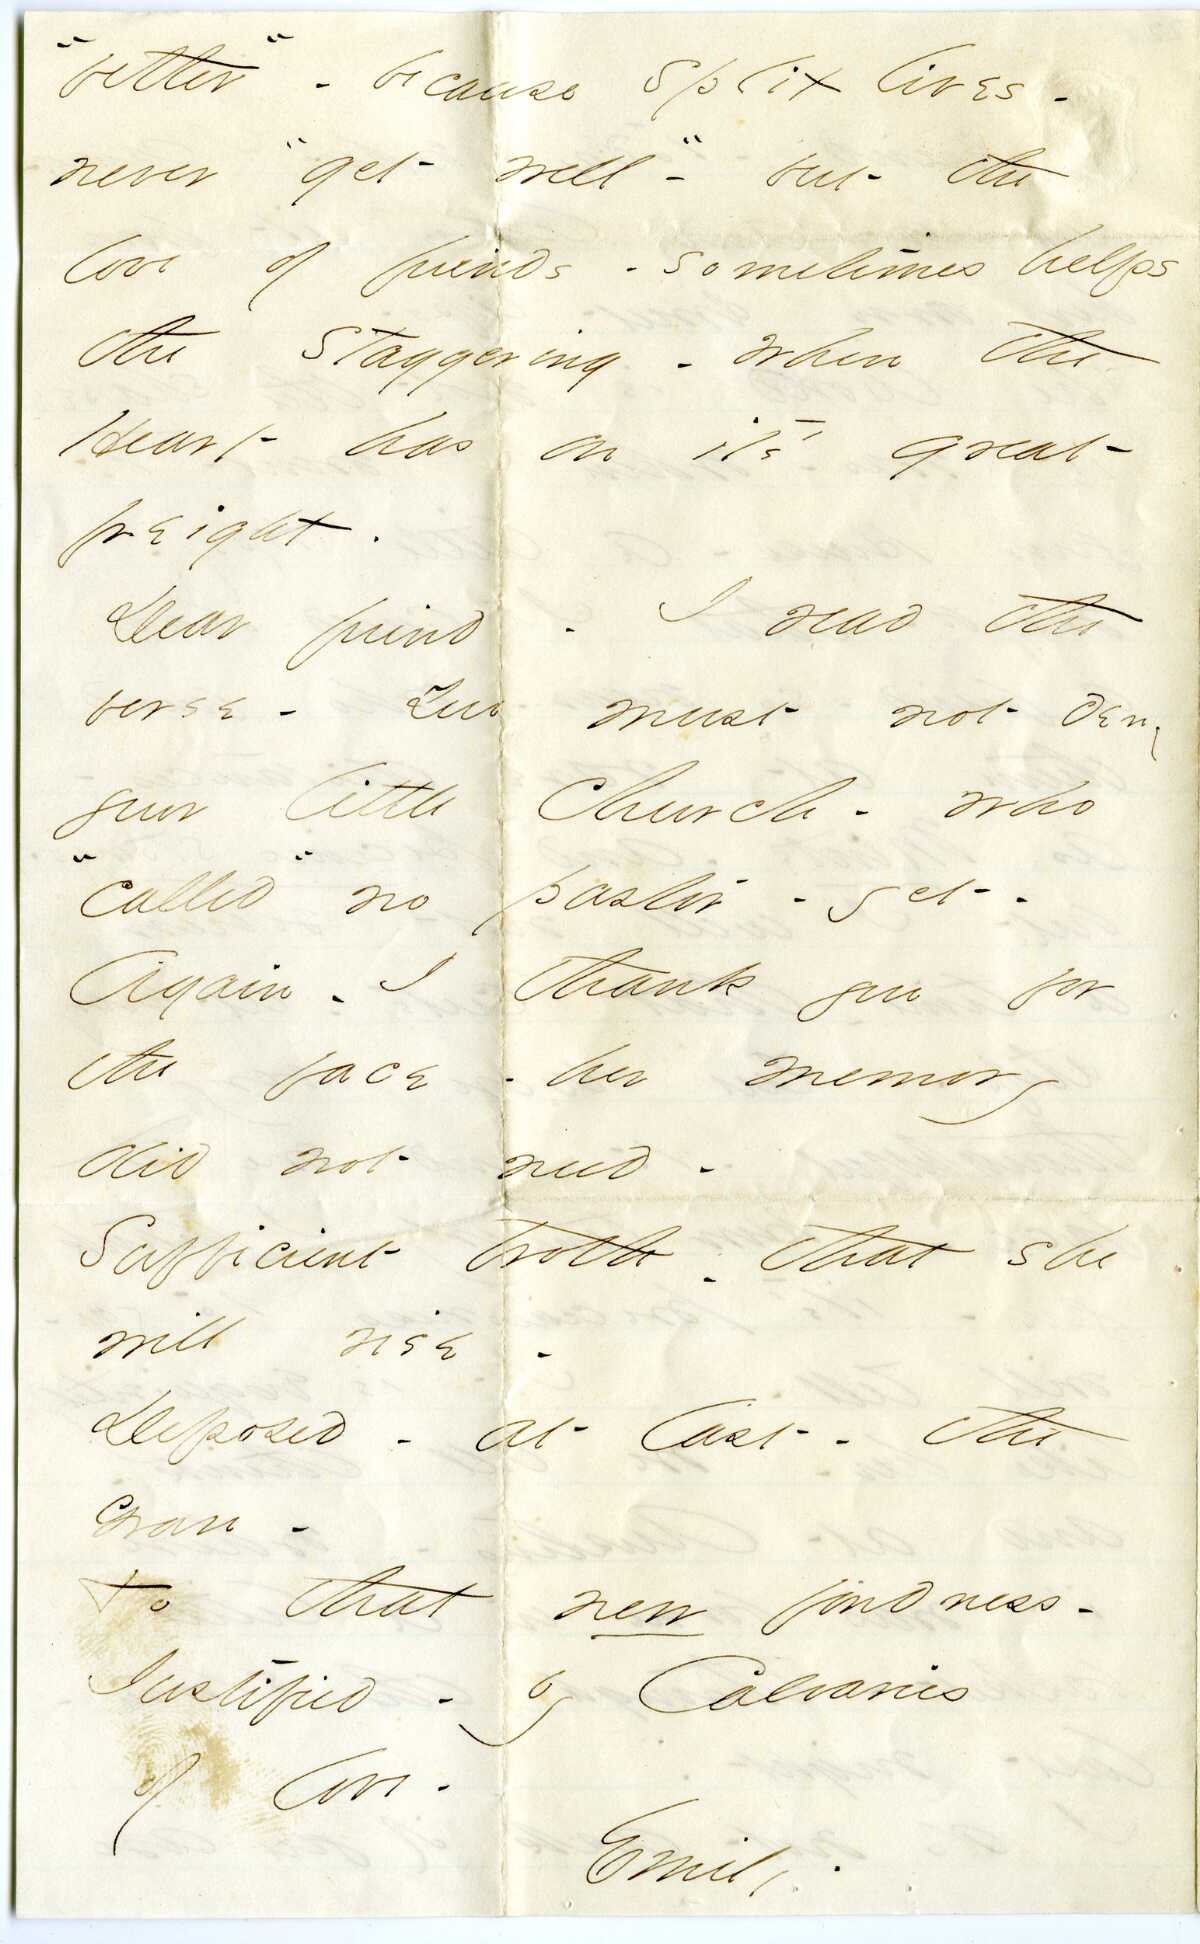 "better" - because split lives -
never "get well" - but the
love of friends - sometimes helps
the staggering - when the
Heart has on it's great
freight.
Dear friend - I read the
verse - You must not deny
your little Church - who
"called" no pastor - yet -
Again - I thank you for
the face - her memory
did not need -
Sufficient troth - that she
will rise -
Deposed - at last - the
Grave -
To that new fondness -
Justified - by Calvaries
of love -
Emily.